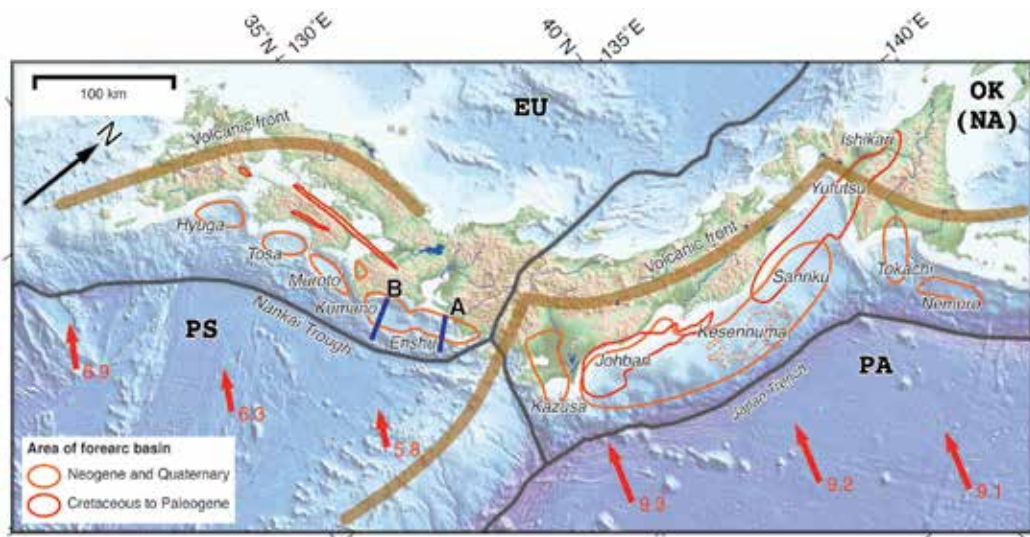 35°N
130°E
40°N
135°E
140°E
100 km
N
Volcanic front
EU
OK
(NA)
Ishikari
Yufutsu
Hyuga
Tosa
Muroto
Kumano
B
A
Enshu
Nankai Trough
Volcanic front
Sanriku
Tokachi
Nemuro
Kesennuma
Johban
Kazusa
Japan Trench
PS
PA
6.9
6.3
5.8
9.3
9.2
9.1
Area of forearc basin
Neogene and Quaternary
Cretaceous to Paleogene